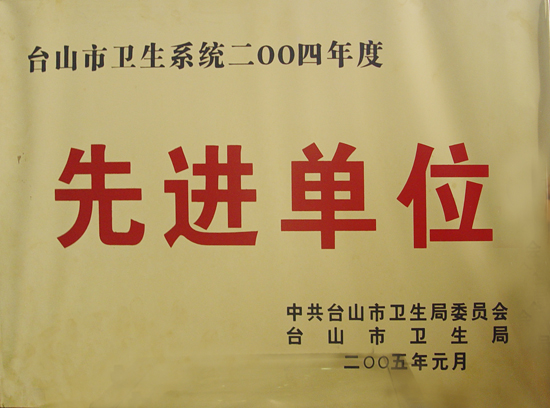 台山市卫生系统二OO四年度
先进单位
中共台山市卫生局委员会
台山市卫生局
二OO五年元月